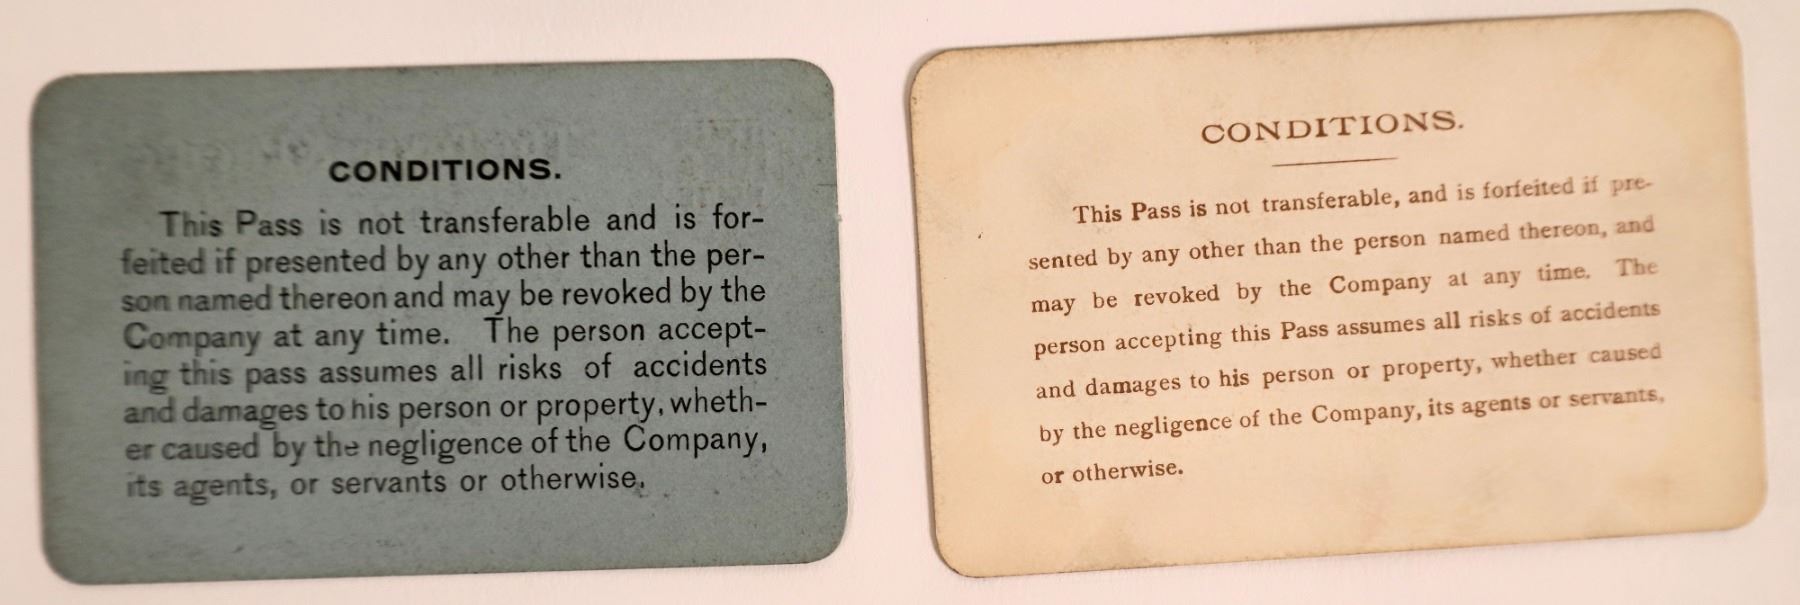 CONDITIONS.
This Pass is not transferable and is for-
feited if presented by any other than the per-
son named thereon and may be revoked by the
Company at any time. The person accept-
ing this pass assumes all risks of accidents
and damages to his person or property, wheth-
er caused by the negligence of the Company,
its agents, or servants or otherwise.
CONDITIONS.
This Pass is not transferable, and is forfeited if pre-
sented by any other than the person named thereon, and
may be revoked by the Company at any time. The
person accepting this Pass assumes all risks of accidents
and damages to his person or property, whether caused
by the negligence of the Company, its agents or servants,
or otherwise.